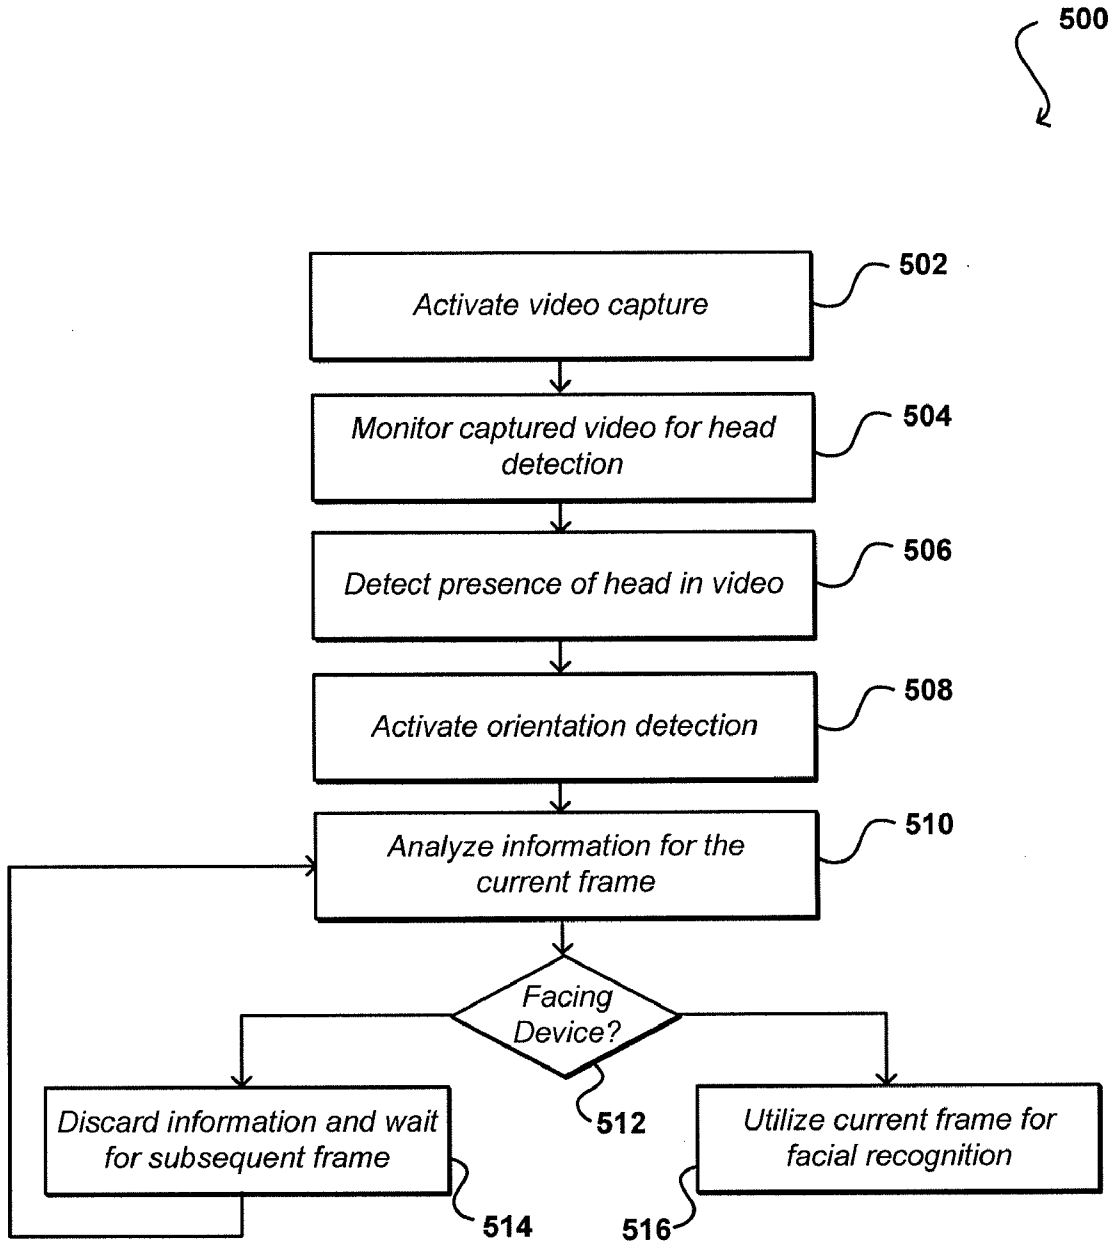 500
Activate video capture
502
Monitor captured video for head
detection
504
Detect presence of head in video
506
Activate orientation detection
508
Analyze information for the
current frame
510
Facing
Device?
512
Discard information and wait
for subsequent frame
514
Utilize current frame for
facial recognition
516